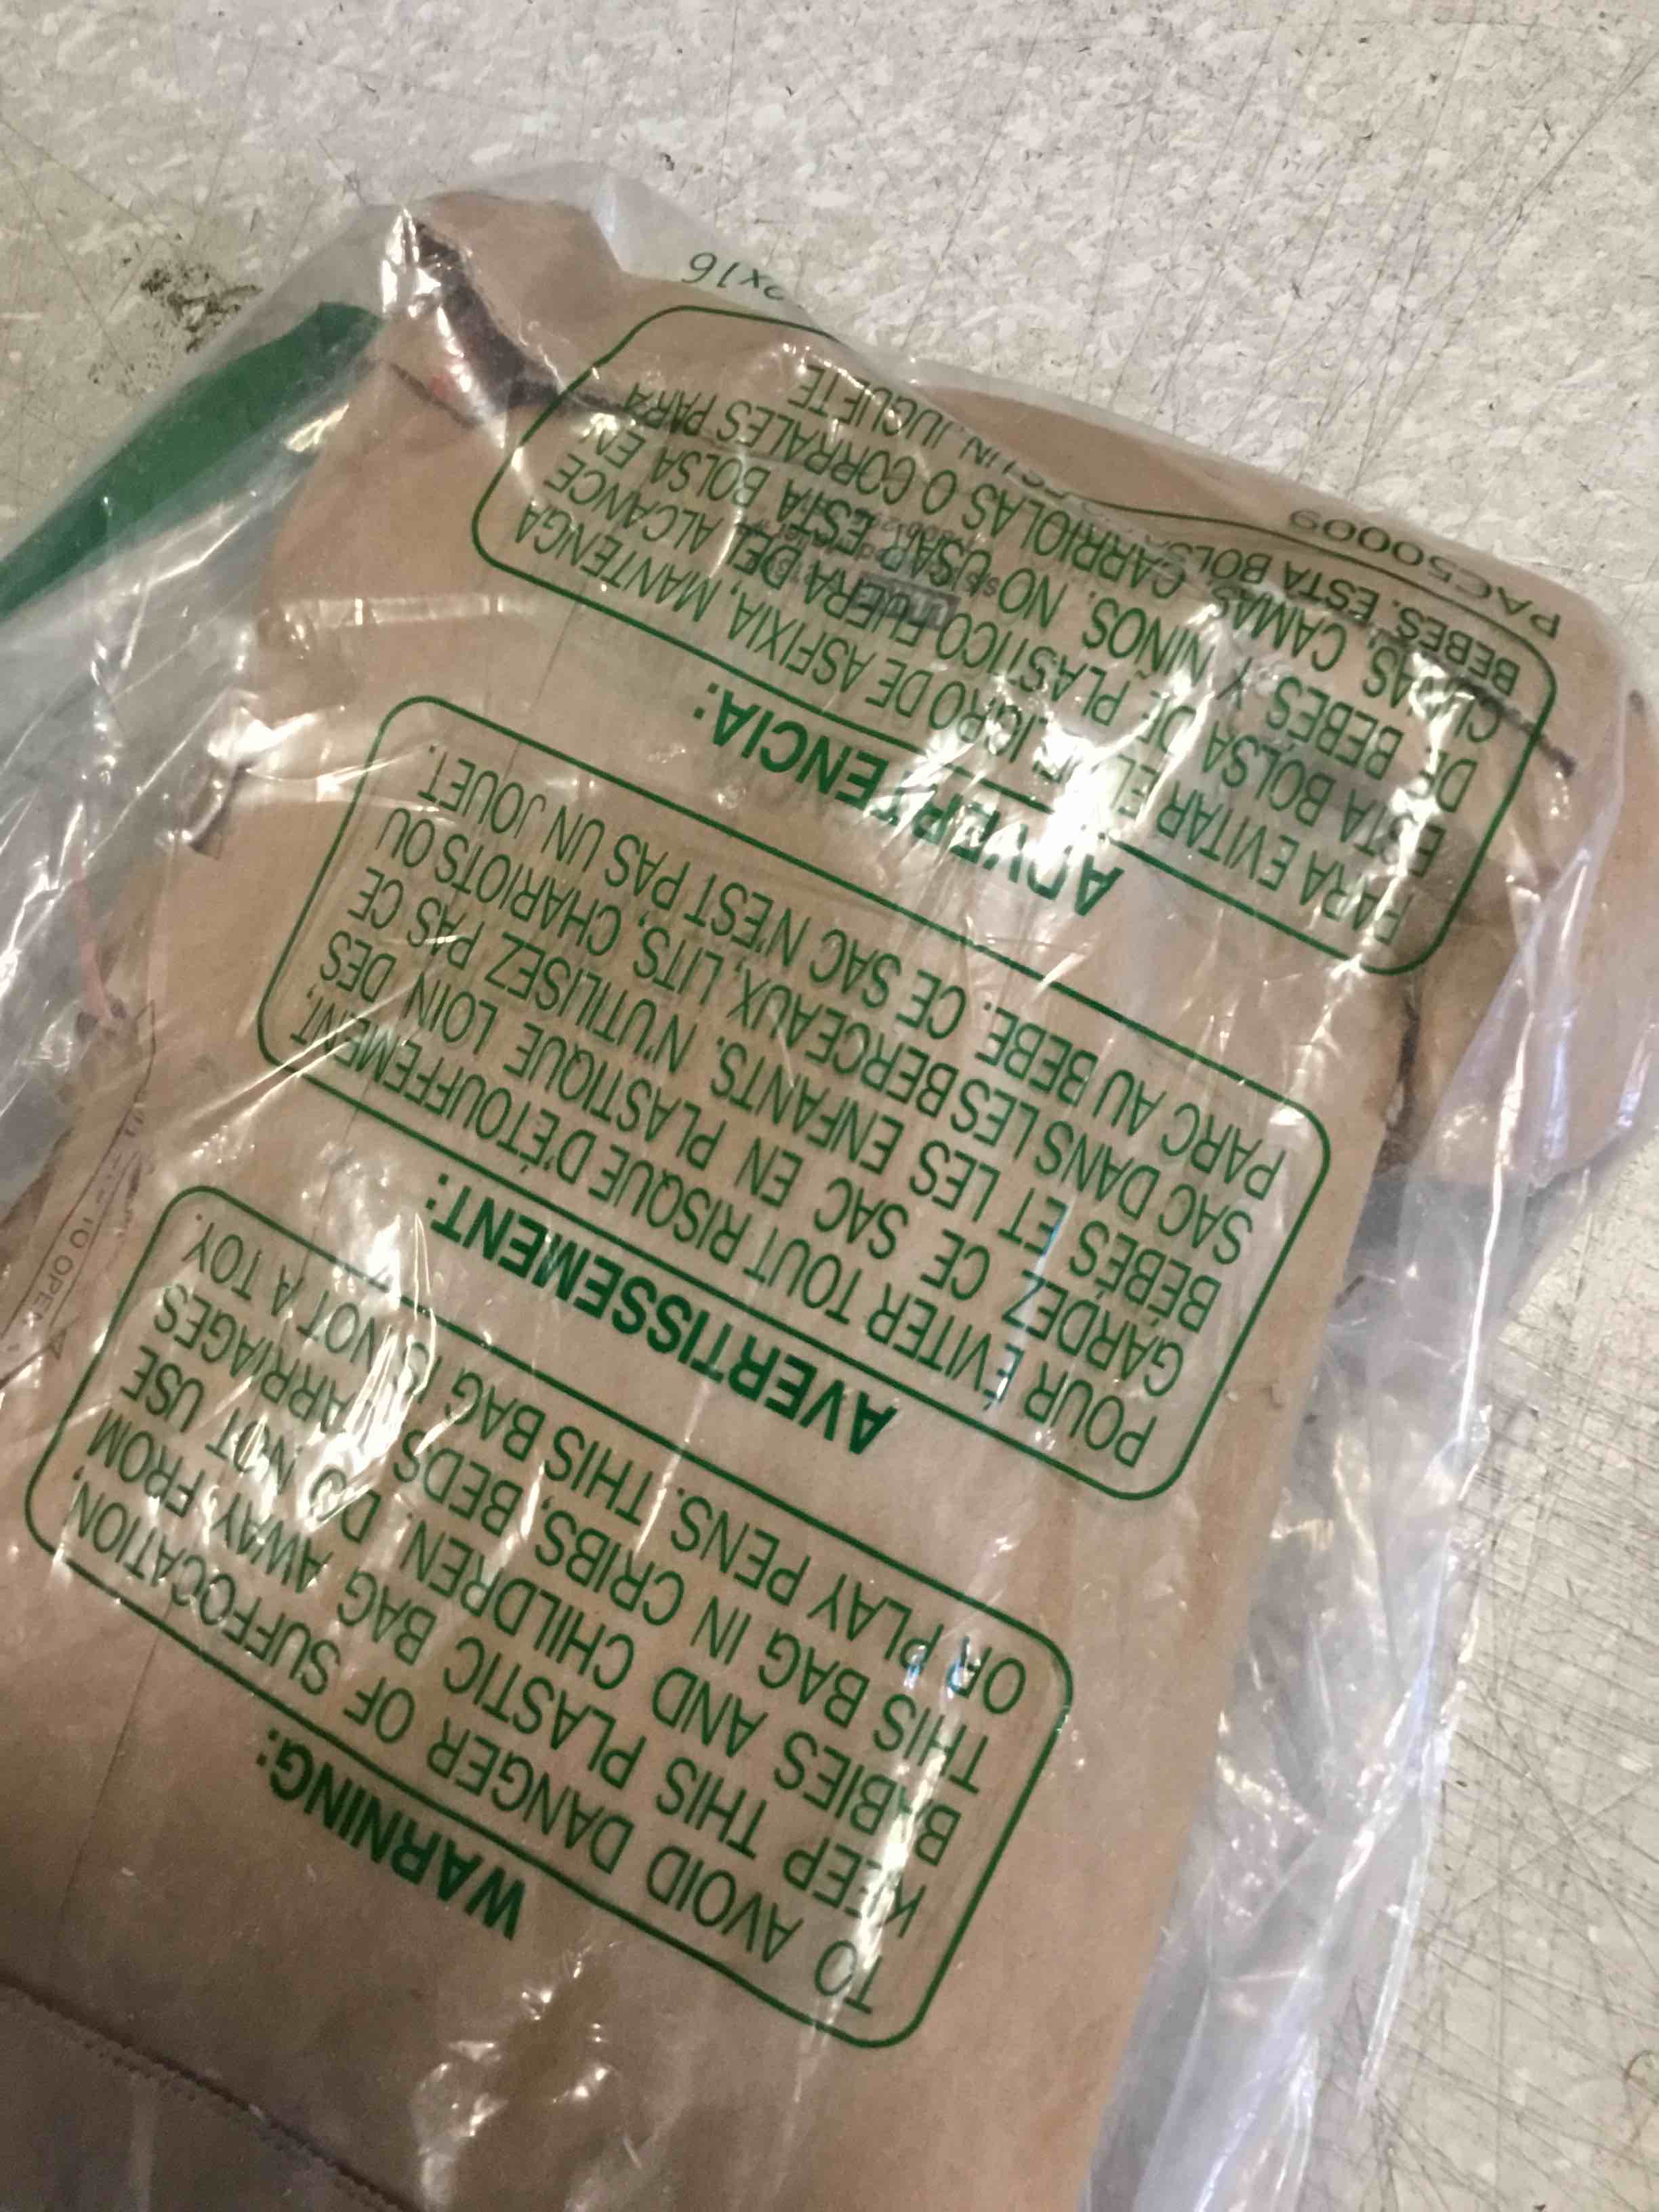 WARNING:
TO AVOID DANGER OF SUFFOCATION,
KEEP THIS PLASTIC BAG AWAY FROM
BABIES AND CHILDREN. DO NOT USE
THIS BAG IN CRIBS, BEDS, CARRIAGES
OR PLAY PENS. THIS BAG IS NOT A TOY.
AVERTISSEMENT:
POUR ÉVITER TOUT RISQUE D'ÉTOUFFEMENT,
GARDEZ CE SAC EN PLASTIQUE LOIN DES
BÉBÉS ET LES ENFANTS. N'UTILISEZ PAS CE
SAC DANS LES BERCEAUX, LITS, CHARIOTS OU
PARC AU BEBE. CE SAC N'EST PAS UN JOUET.
ADVERTENCIA:
PARA EVITAR EL PELIGRO DE ASFIXIA, MANTENGA
ESTA BOLSA DE PLASTICO FUERA DEL ALCANCE
DE BEBÉS Y NINOS. NO USAR ESTA BOLSA EN
CUNAS, CAMAS, CARRIOLAS O CORRALES PARA
BEBES. ESTA BOLSA UN JUGUETE
PAC50009
x16
TO OPEN